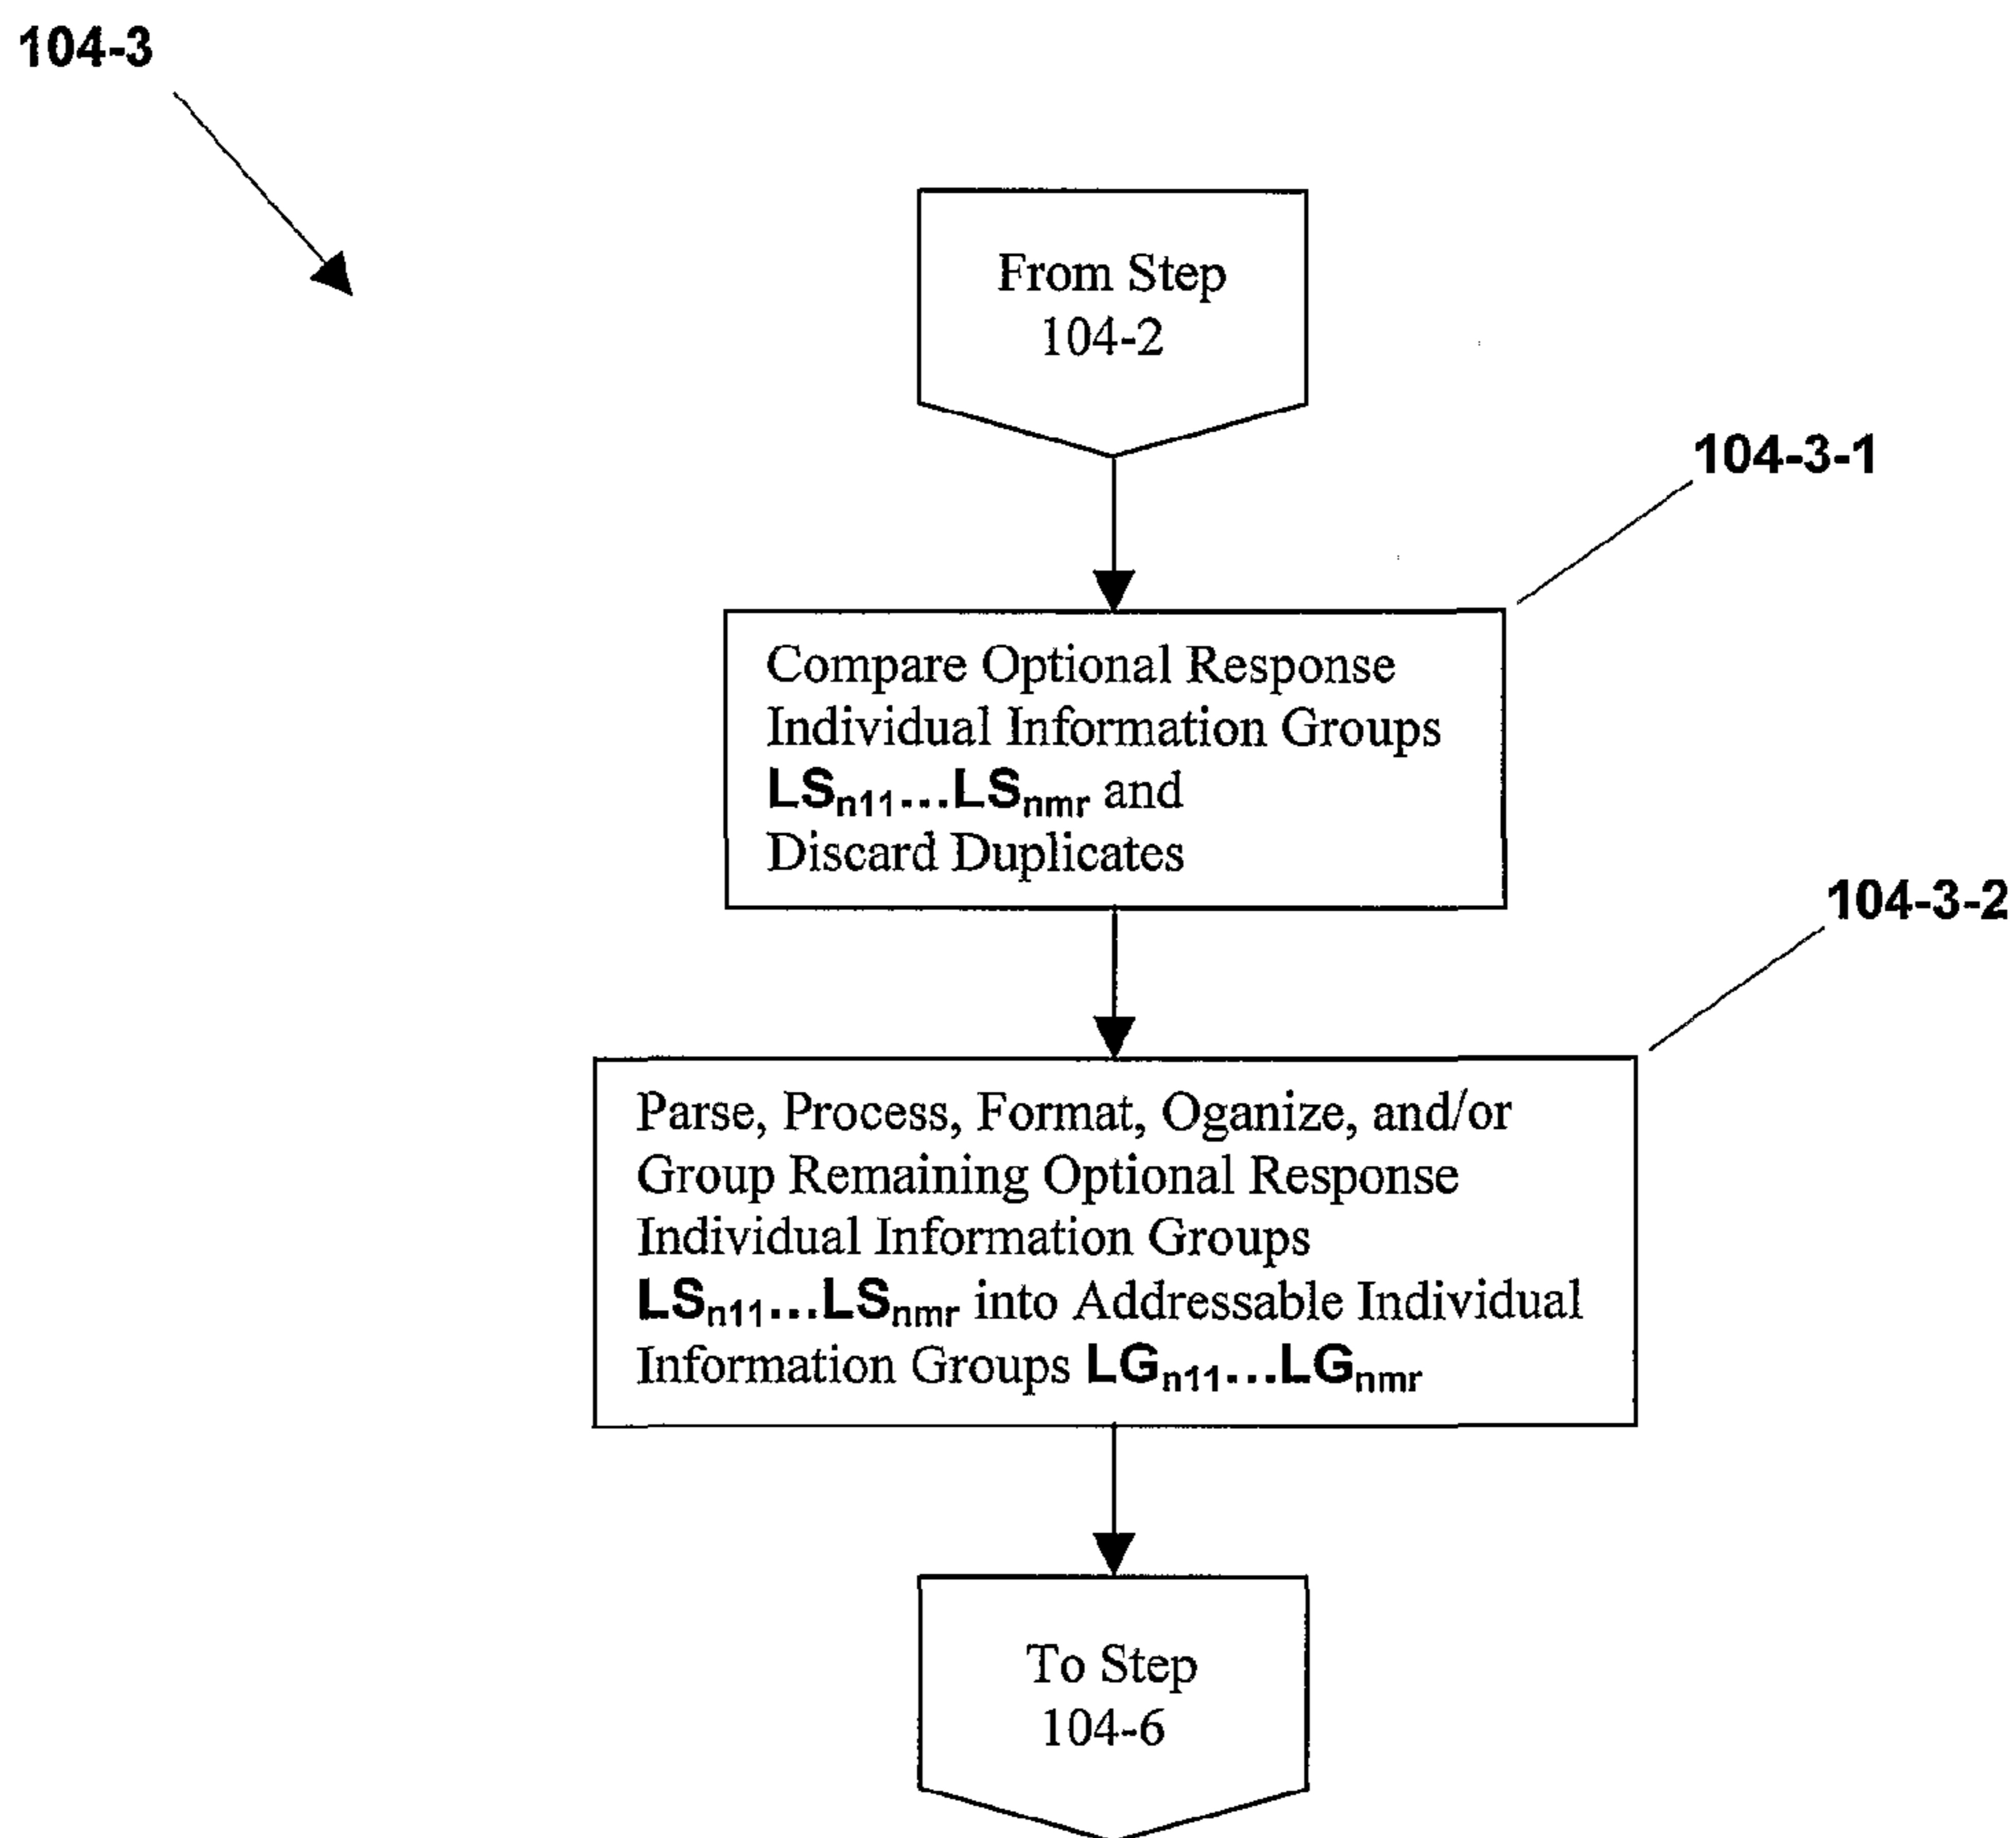 104-3
From Step
104-2
104-3-1
Compare Optional Response
Individual Information Groups
LSn11...LSnmr and
Discard Duplicates
104-3-2
Parse, Process, Format, Oganize, and/or
Group Remaining Optional Response
Individual Information Groups
LSn11...LSnmr into Addressable Individual
Information Groups LGn11...LGnmr
To Step
104-6